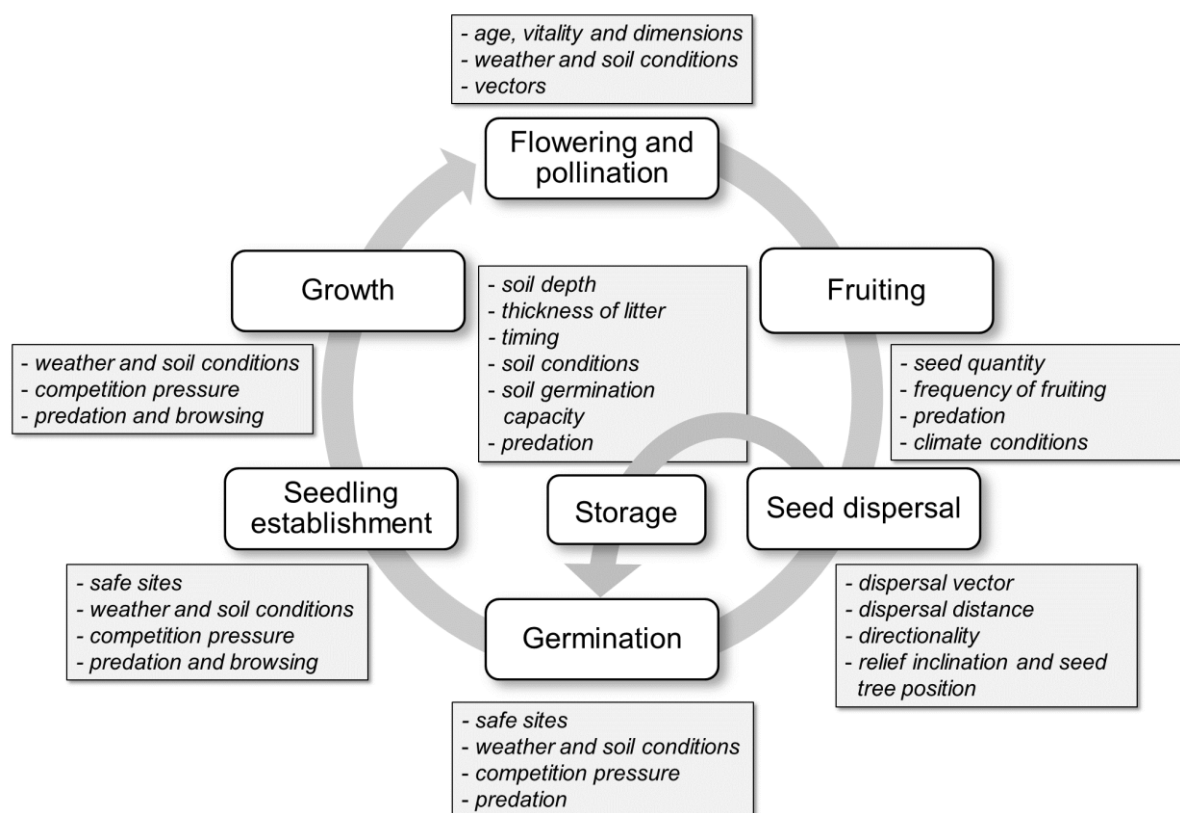 - age, vitality and dimensions
- weather and soil conditions
- vectors
Flowering and
pollination
Growth
- soil depth
- thickness of litter
- timing
- soil conditions
- soil germination
capacity
- predation
Fruiting
- weather and soil conditions
- competition pressure
- predation and browsing
- seed quantity
- frequency of fruiting
- predation
- climate conditions
Seedling
establishment
Storage
Seed dispersal
- safe sites
- weather and soil conditions
- competition pressure
- predation and browsing
Germination
- dispersal vector
- dispersal distance
- directionality
- relief inclination and seed
tree position
- safe sites
- weather and soil conditions
- competition pressure
- predation